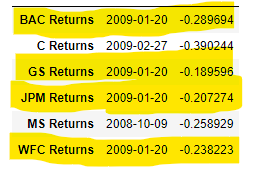 BAC Returns 2009-01-20 -0.289694
C Returns 2009-02-27 -0.390244
GS Returns 2009-01-20 -0.189596
JPM Returns 2009-01-20 -0.207274
MS Returns 2008-10-09 -0.258929
WFC Returns 2009-01-20 -0.238223